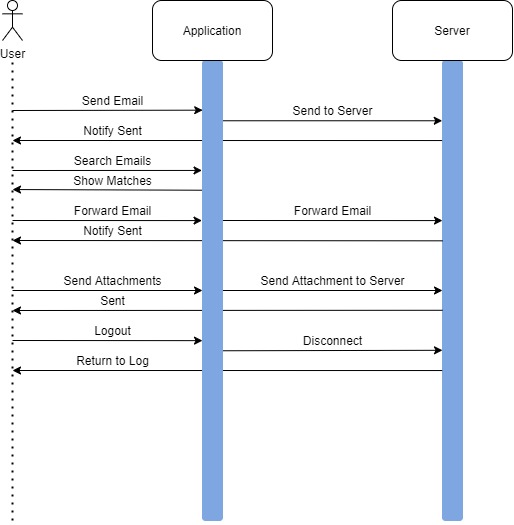 User
Application
Server
Send Email
Send to Server
Notify Sent
Search Emails
Show Matches
Forward Email
Forward Email
Notify Sent
Send Attachments
Send Attachment to Server
Sent
Logout
Disconnect
Return to Log